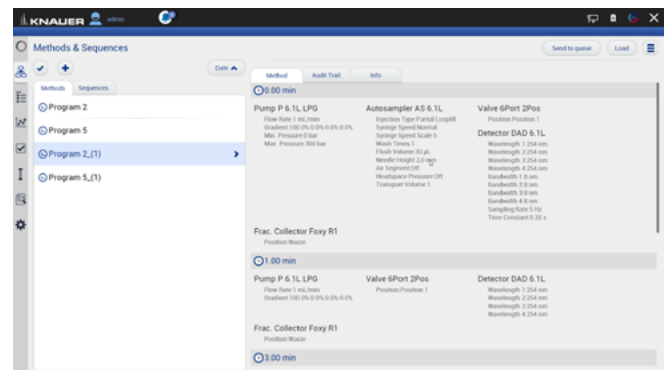 KNAUER admin
Methods & Sequences
Send to queue Load
Date
Methods Sequences
Program 2
Program 5
Program 2_(1)
Program 5_(1)
Method Audit Trail Info
0.00 min
Pump P 6.1L LPG
Flow Rate 1 mL/min
Gradient 100.0% 0.0% 0.0% 0.0%
Min. Pressure 0 bar
Max. Pressure 300 bar
Autosampler AS 6.1L
Injection Type Partial Loopfill
Syringe Speed Normal
Syringe Speed Scale 5
Wash Times 1
Flush Volume 30 µL
Needle Height 2,0 mm
Air Segment Off
Headspace Pressure Off
Transport Volume 1
Valve 6Port 2Pos
Position Position 1
Detector DAD 6.1L
Wavelength 1 254 nm
Wavelength 2 254 nm
Wavelength 3 254 nm
Wavelength 4 254 nm
Bandwidth 1 8 nm
Bandwidth 2 8 nm
Bandwidth 3 8 nm
Bandwidth 4 8 nm
Sampling Rate 5 Hz
Time Constant 0.20 s
Frac. Collector Foxy R1
Position Waste
1.00 min
Pump P 6.1L LPG
Flow Rate 1 mL/min
Gradient 100.0% 0.0% 0.0% 0.0%
Valve 6Port 2Pos
Position Position 1
Detector DAD 6.1L
Wavelength 1 254 nm
Wavelength 2 254 nm
Wavelength 3 254 nm
Wavelength 4 254 nm
Frac. Collector Foxy R1
Position Waste
3.00 min